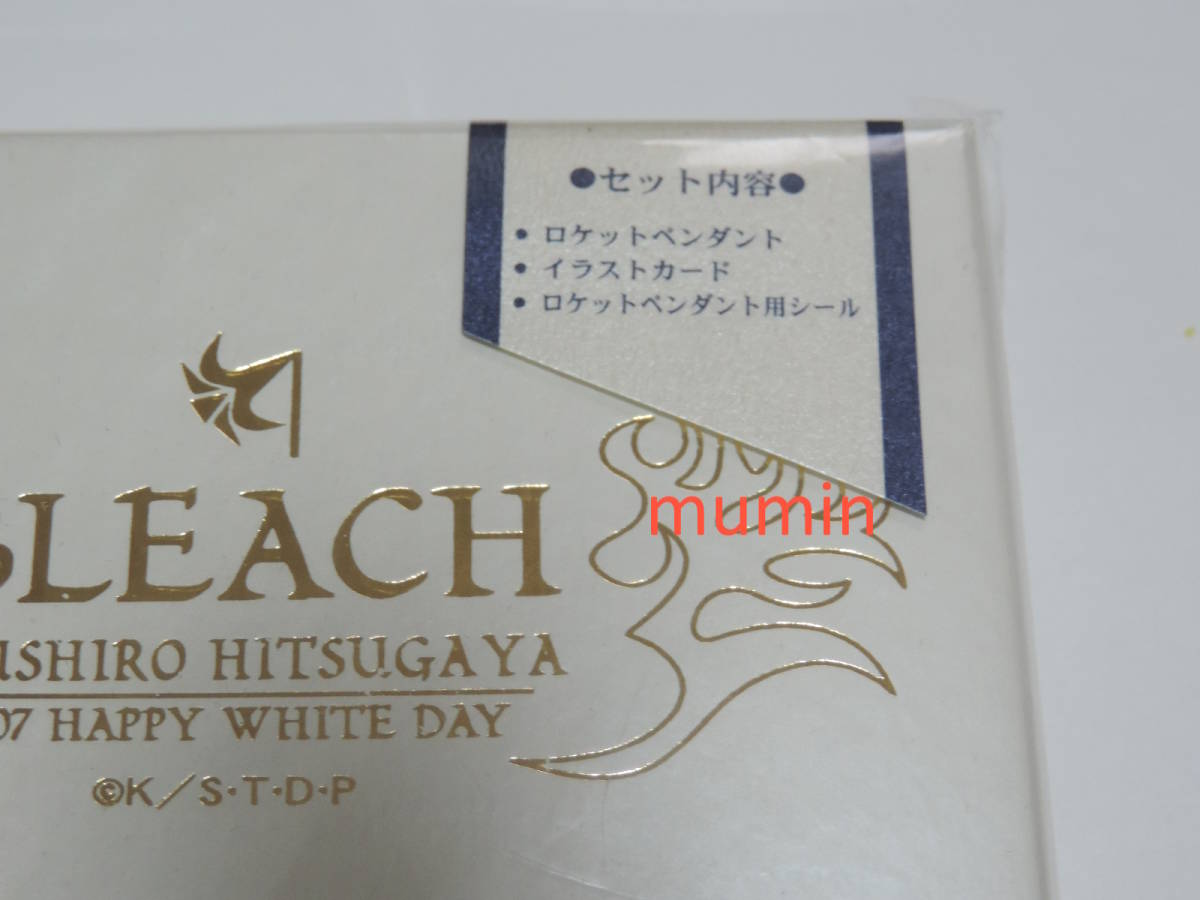 ●セット内容●
• ロケットペンダント
• イラストカード
• ロケットペンダント用シール
mumin
LEACH
USHIRO HITSUGAYA
07 HAPPY WHITE DAY
©K/S・T・D・P